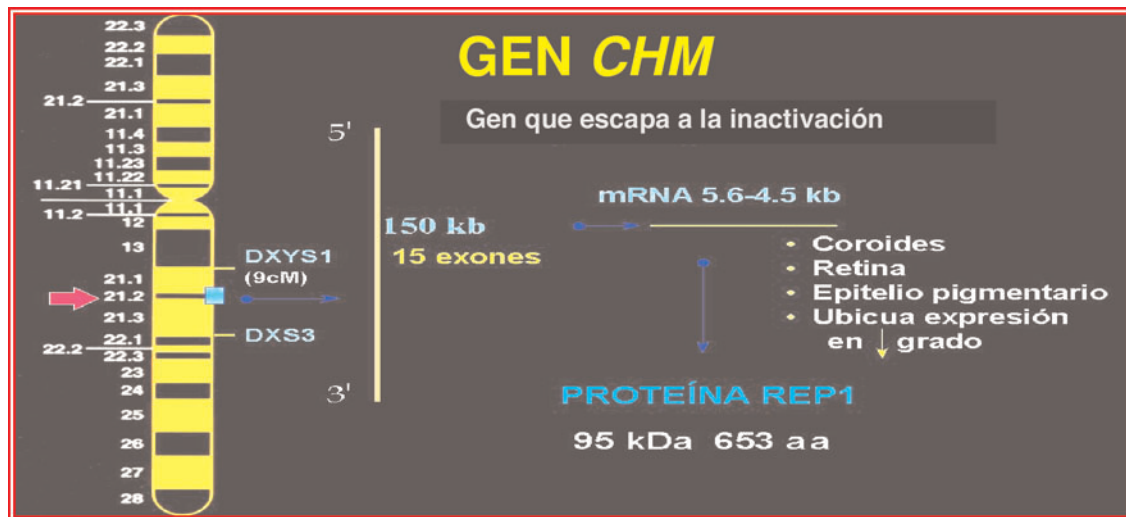 GEN CHM
Gen que escapa a la inactivación
22.3
22.2
22.1
21.3
21.2
21.1
11.4
11.3
11.23
11.22
11.21
11.1
11.1
11.2
12
13
21.1
21.2
21.3
22.1
22.2
22.3
23
24
25
26
27
28
DXYS1
(9cM)
DXS3
5'
150 kb
15 exones
3'
mRNA 5.6-4.5 kb
• Coroides
• Retina
• Epitelio pigmentario
• Ubicua expresión
en ↓ grado
PROTEÍNA REP1
95 kDa 653 aa